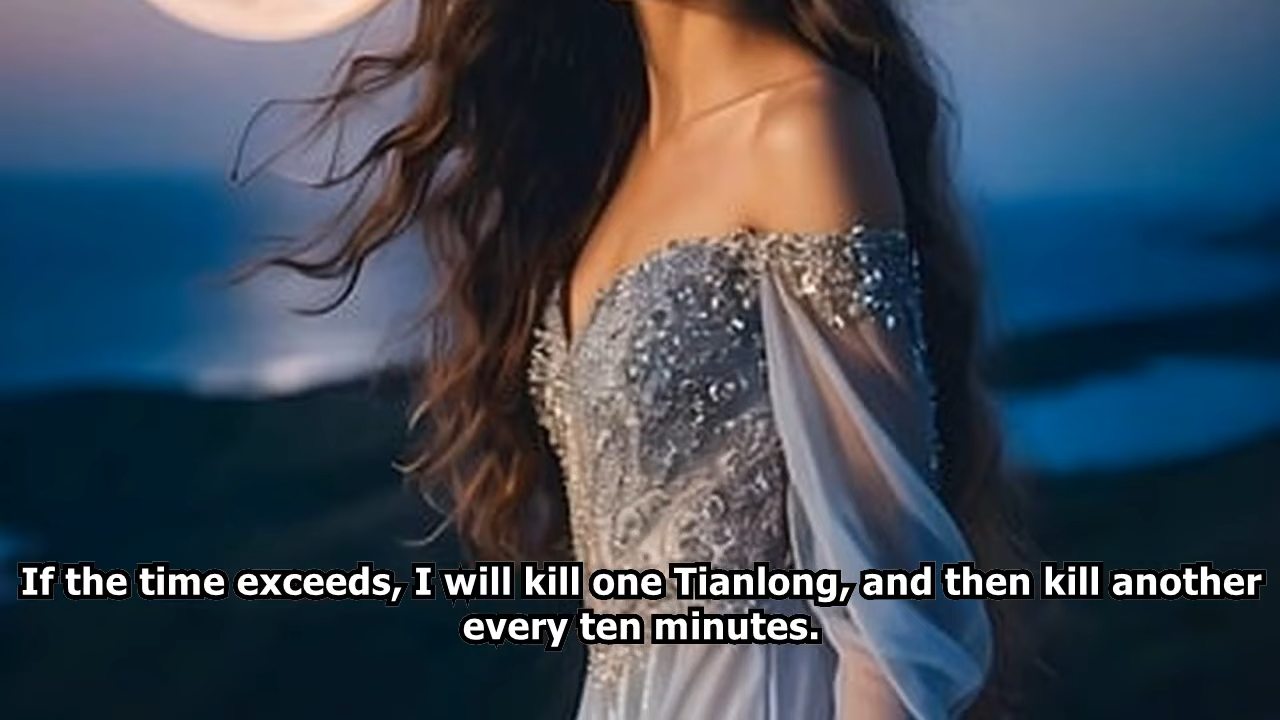 If the time exceeds, I will kill one Tianlong, and then kill another
every ten minutes.